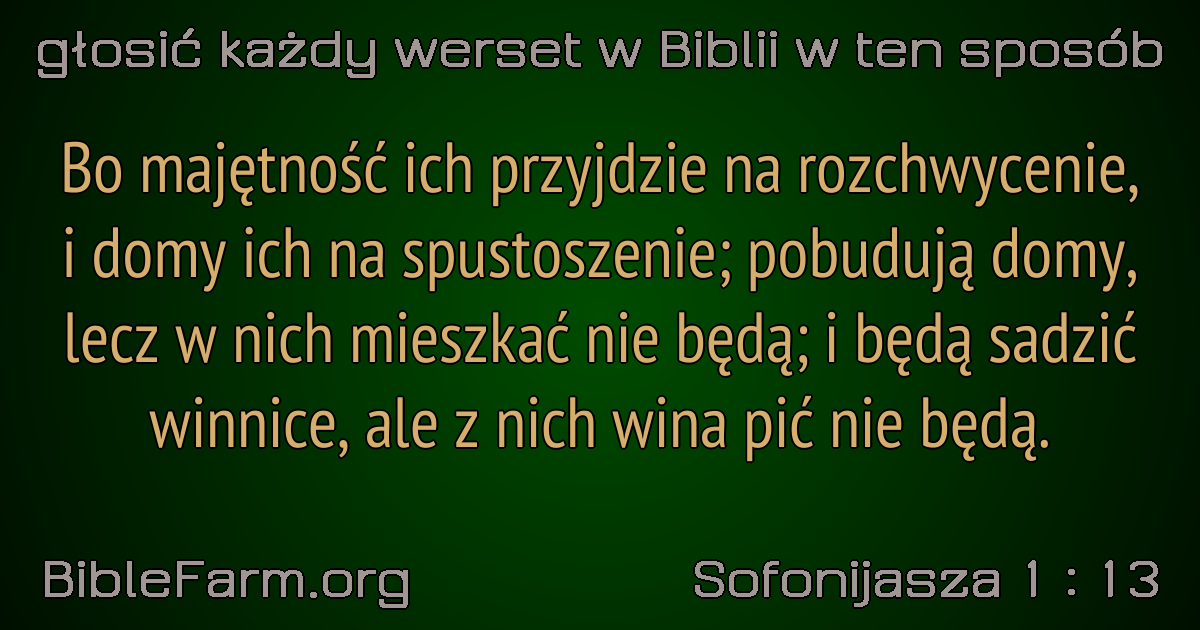 głosić każdy werset w Biblii w ten sposób
Bo majętność ich przyjdzie na rozchwycenie,
i domy ich na spustoszenie; pobudują domy,
lecz w nich mieszkać nie będą; i będą sadzić
winnice, ale z nich wina pić nie będą.
BibleFarm.org
Sofonijasza 1 : 13